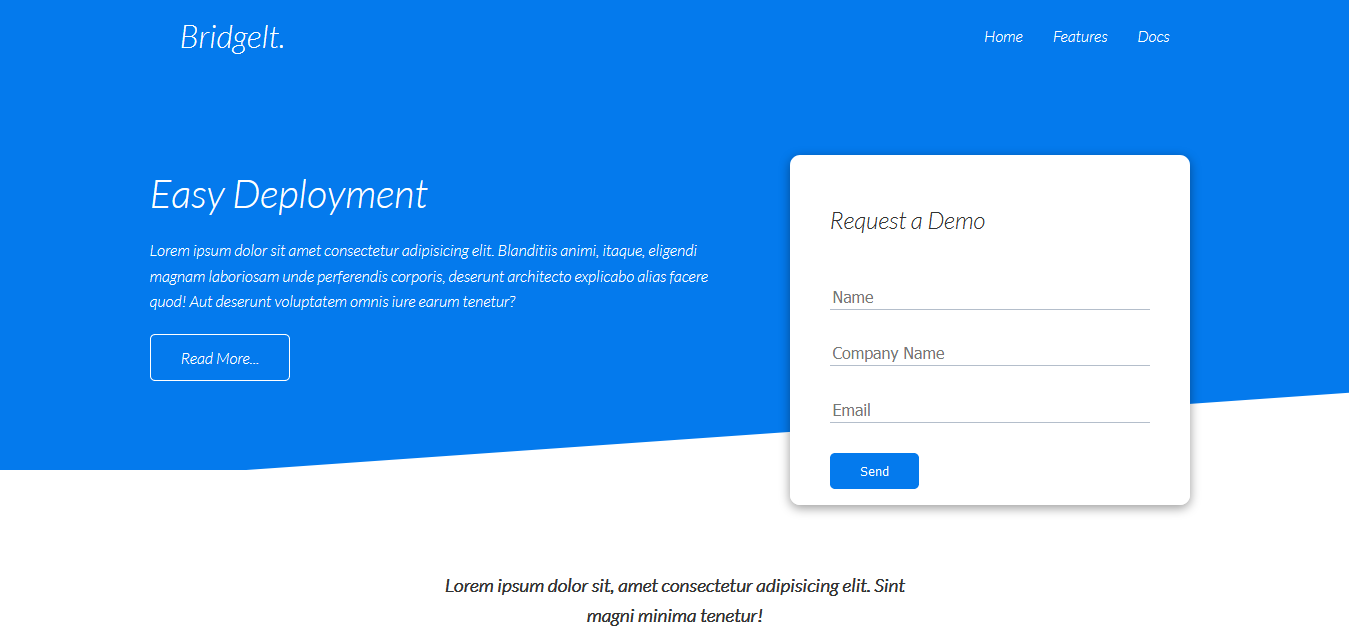 BridgeIt.
Home Features Docs
Easy Deployment
Lorem ipsum dolor sit amet consectetur adipisicing elit. Blanditiis animi, itaque, eligendi
magnam laboriosam unde perferendis corporis, deserunt architecto explicabo alias facere
quod! Aut deserunt voluptatem omnis iure earum tenetur?
Read More...
Request a Demo
Name
Company Name
Email
Send
Lorem ipsum dolor sit, amet consectetur adipisicing elit. Sint
magni minima tenetur!